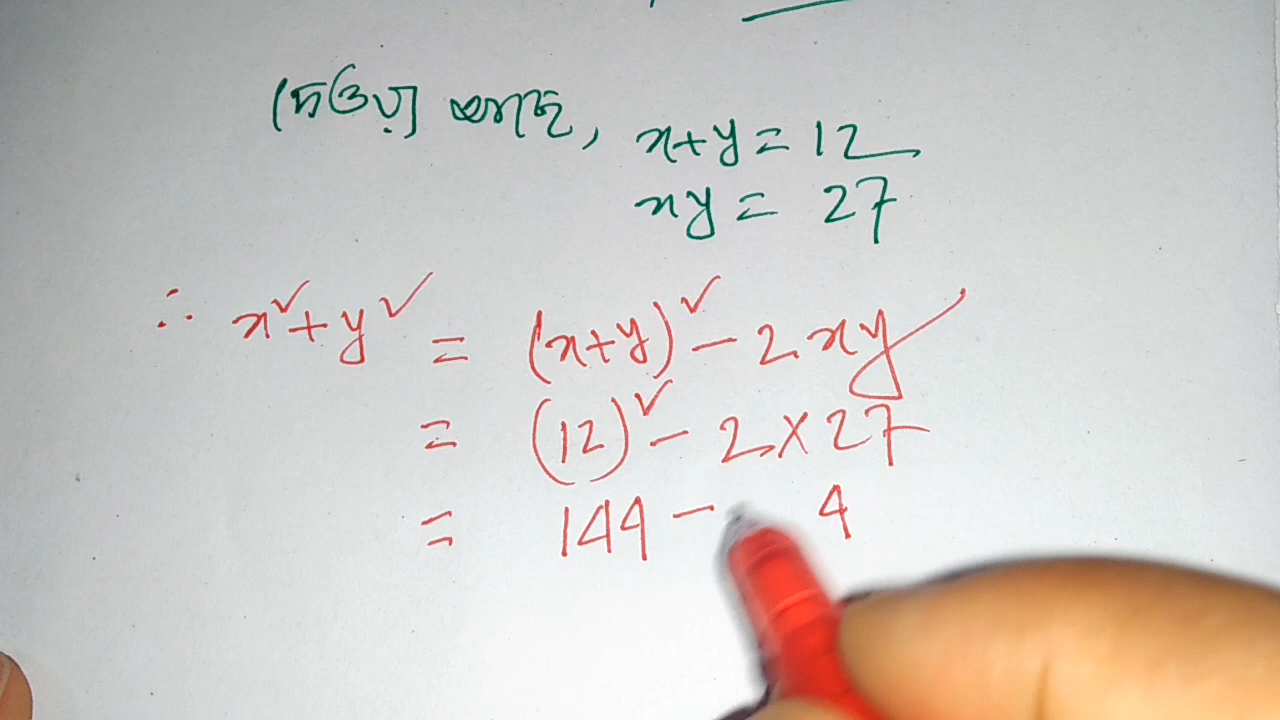 দেওয়া আছে, x+y = 12
xy = 27
∴ x²+y² = (x+y)² - 2xy
= (12)² - 2×27
= 144 - 4